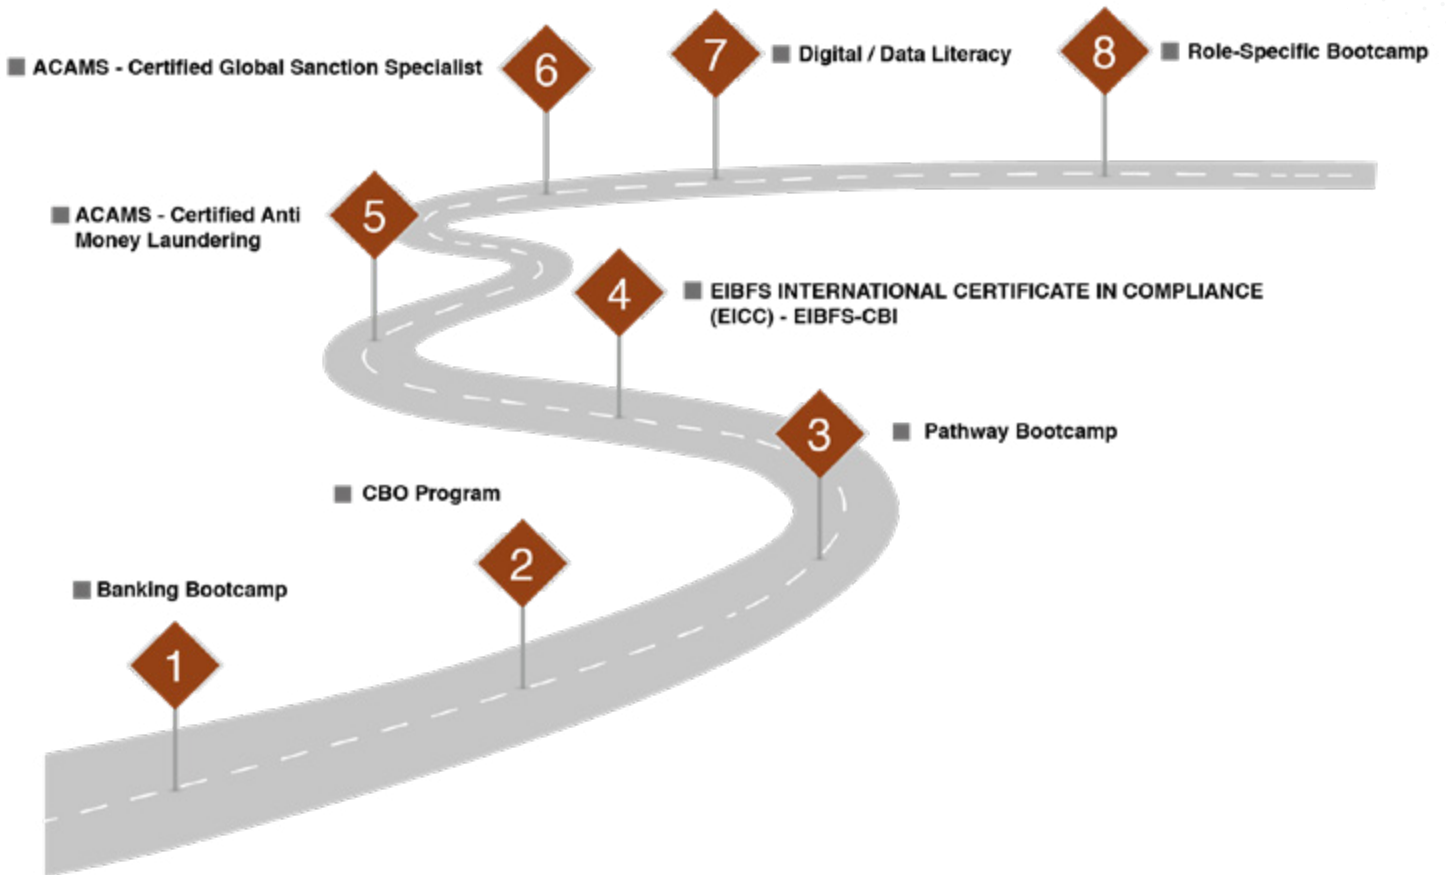 6
ACAMS - Certified Global Sanction Specialist
7
Digital / Data Literacy
8
Role-Specific Bootcamp
5
ACAMS - Certified Anti
Money Laundering
4
EIBFS INTERNATIONAL CERTIFICATE IN COMPLIANCE
(EICC) - EIBFS-CBI
3
Pathway Bootcamp
CBO Program
2
Banking Bootcamp
1